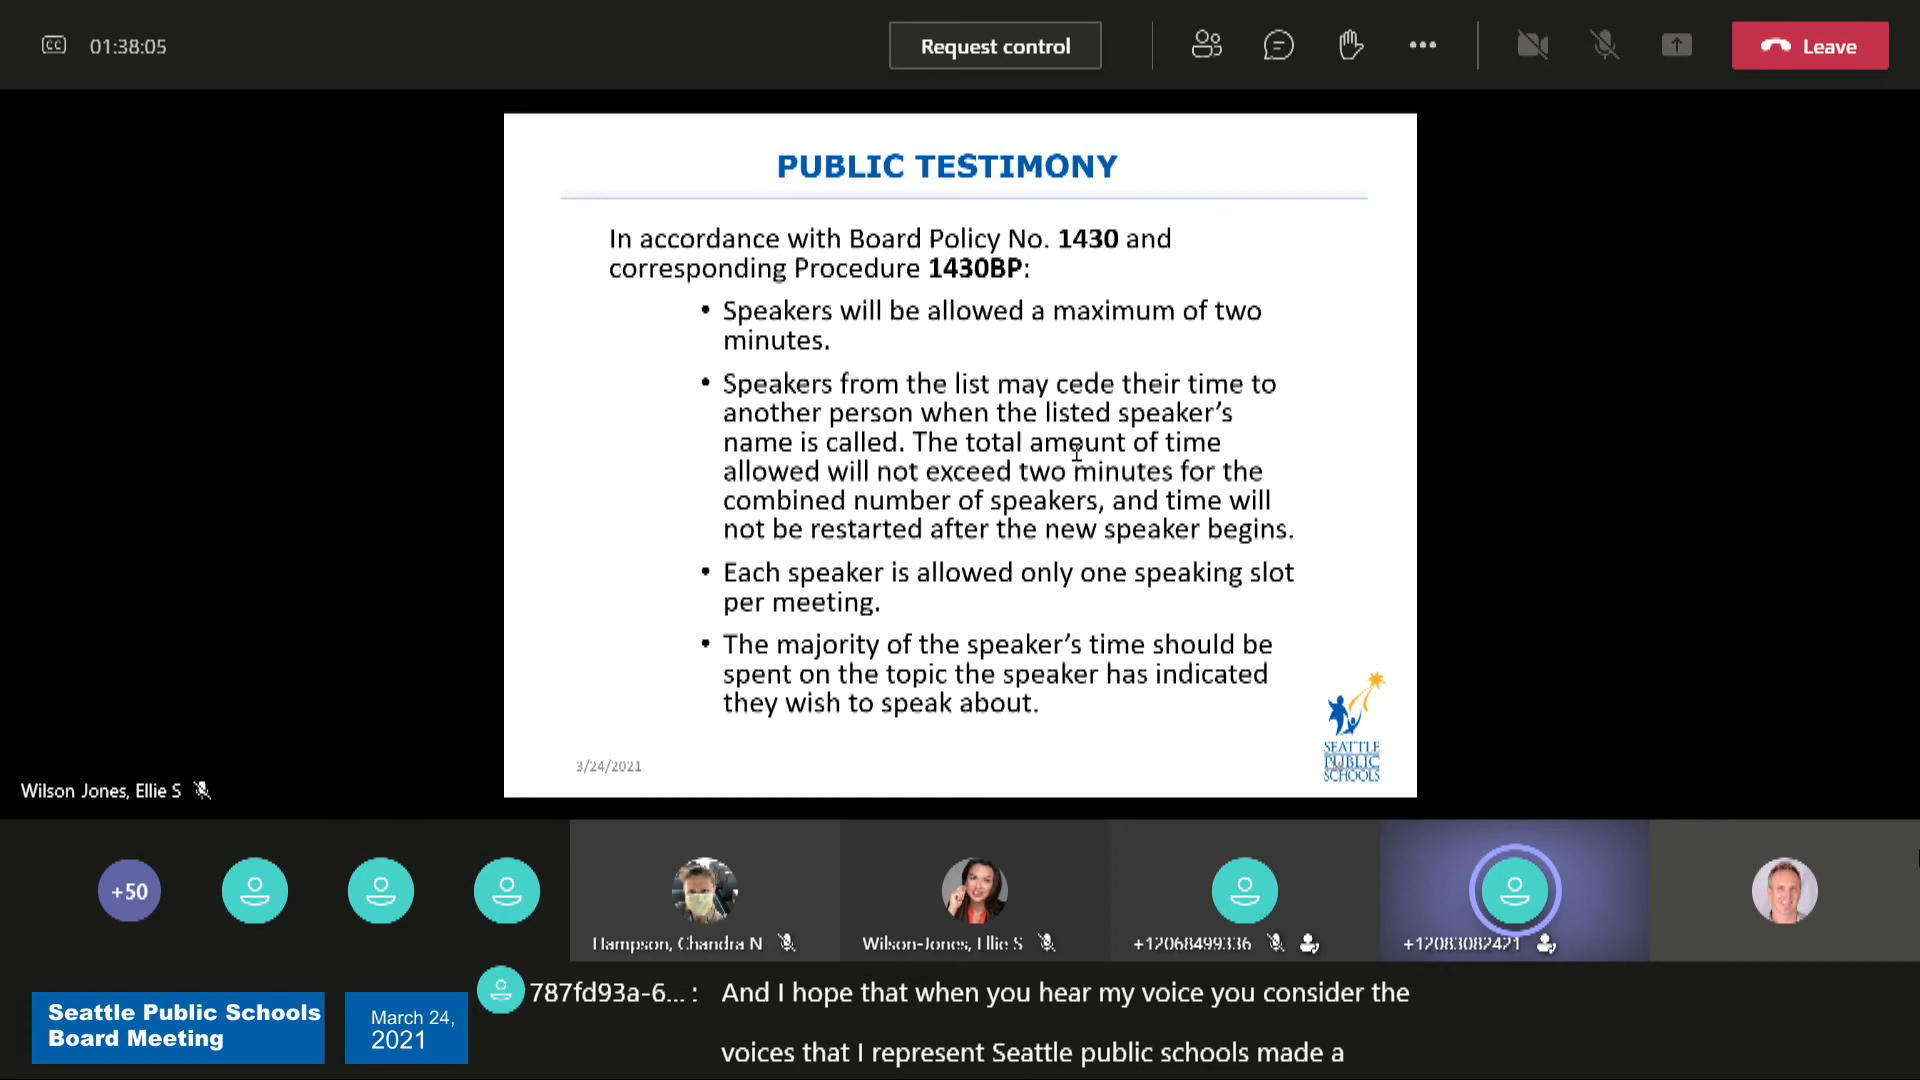 CC
01:38:05
Request control
Leave
PUBLIC TESTIMONY
In accordance with Board Policy No. 1430 and
corresponding Procedure 1430BP:
• Speakers will be allowed a maximum of two
minutes.
• Speakers from the list may cede their time to
another person when the listed speaker’s
name is called. The total amount of time
allowed will not exceed two minutes for the
combined number of speakers, and time will
not be restarted after the new speaker begins.
• Each speaker is allowed only one speaking slot
per meeting.
• The majority of the speaker’s time should be
spent on the topic the speaker has indicated
they wish to speak about.
3/24/2021
SEATTLE
PUBLIC
SCHOOLS
Wilson Jones, Ellie S
+50
Hampson, Chandra N
Wilson-Jones, Ellie S
+12068499336
+12083082421
787fd93a-6... :
And I hope that when you hear my voice you consider the
voices that I represent Seattle public schools made a
Seattle Public Schools
Board Meeting
March 24,
2021